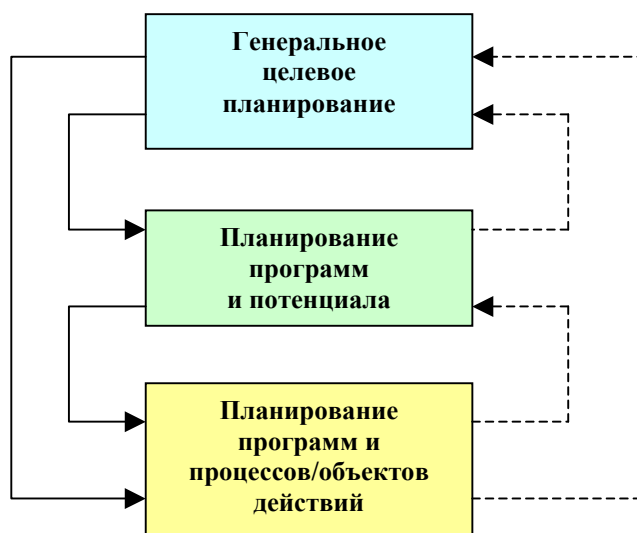 Генеральное
целевое
планирование
Планирование
программ
и потенциала
Планирование
программ и
процессов/объектов
действий